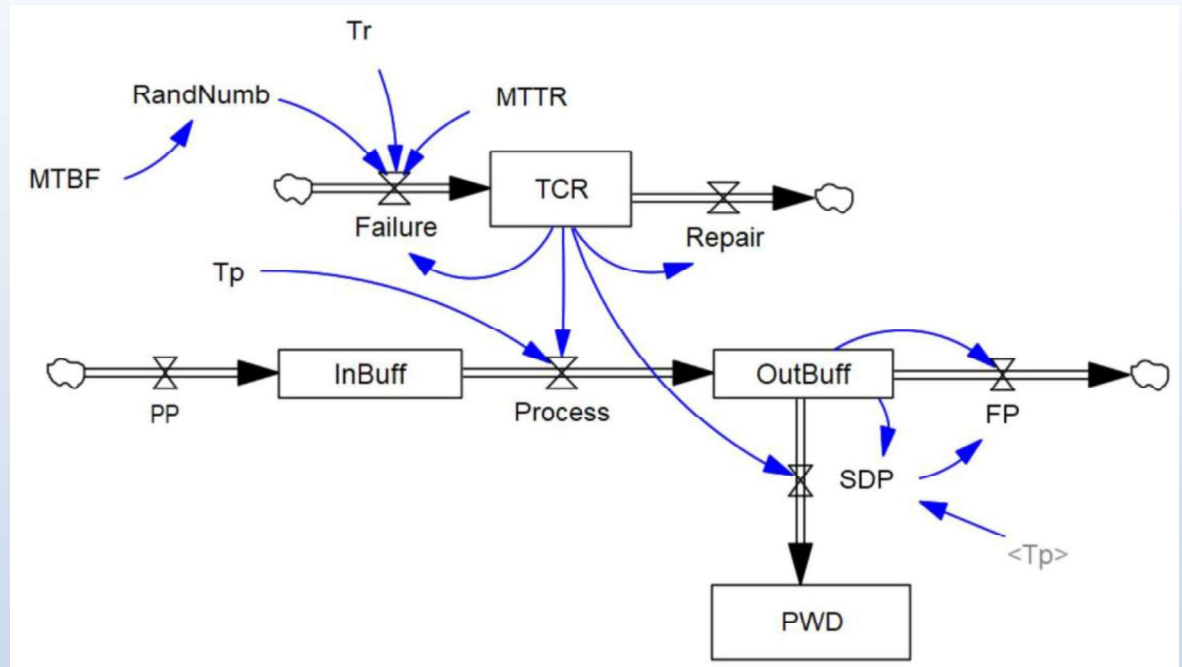 Tr
RandNumb
MTTR
MTBF
TCR
Failure
Repair
Tp
InBuff
OutBuff
PP
Process
FP
SDP
<Tp>
PWD